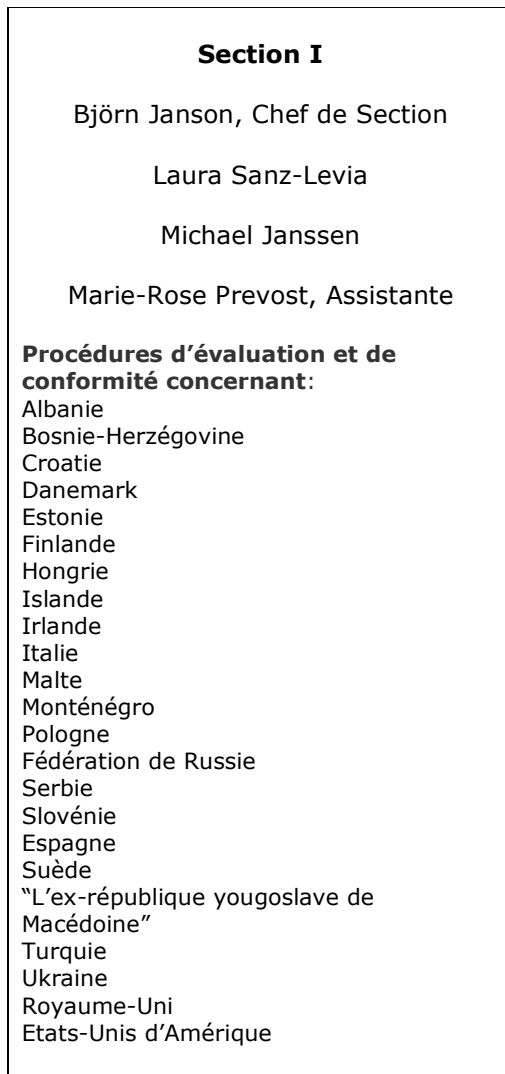 Section I
Björn Janson, Chef de Section
Laura Sanz-Levia
Michael Janssen
Marie-Rose Prevost, Assistante
Procédures d’évaluation et de
conformité concernant:
Albanie
Bosnie-Herzégovine
Croatie
Danemark
Estonie
Finlande
Hongrie
Islande
Irlande
Italie
Malte
Monténégro
Pologne
Fédération de Russie
Serbie
Slovénie
Espagne
Suède
“L’ex-république yougoslave de
Macédoine”
Turquie
Ukraine
Royaume-Uni
Etats-Unis d’Amérique